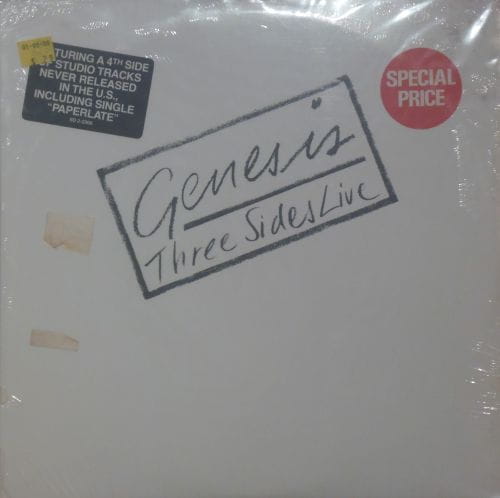 TURING A 4TH SIDE
STUDIO TRACKS
NEVER RELEASED
IN THE U.S.,
INCLUDING SINGLE
"PAPERLATE"
SPECIAL
PRICE
Genesis
Three Sides Live